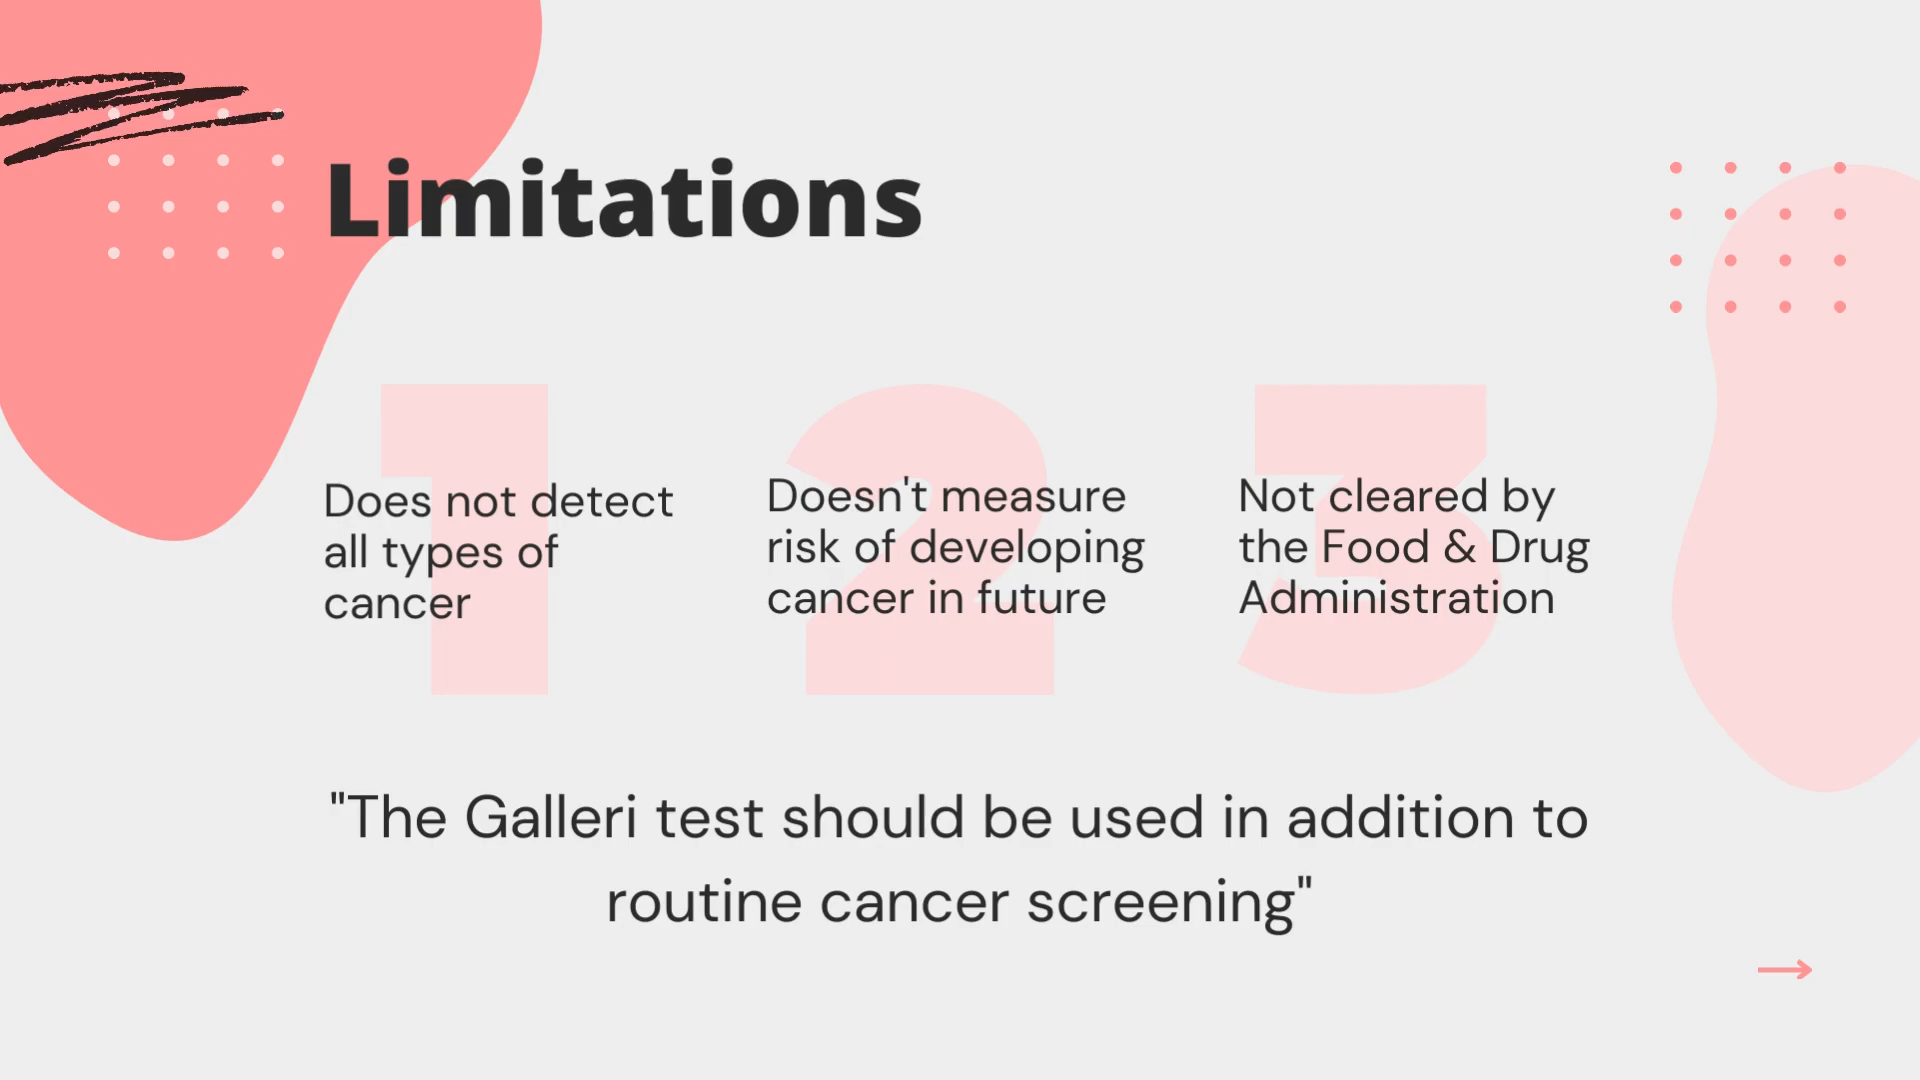 Limitations
1
Does not detect
all types of
cancer
2
Doesn't measure
risk of developing
cancer in future
3
Not cleared by
the Food & Drug
Administration
"The Galleri test should be used in addition to
routine cancer screening"